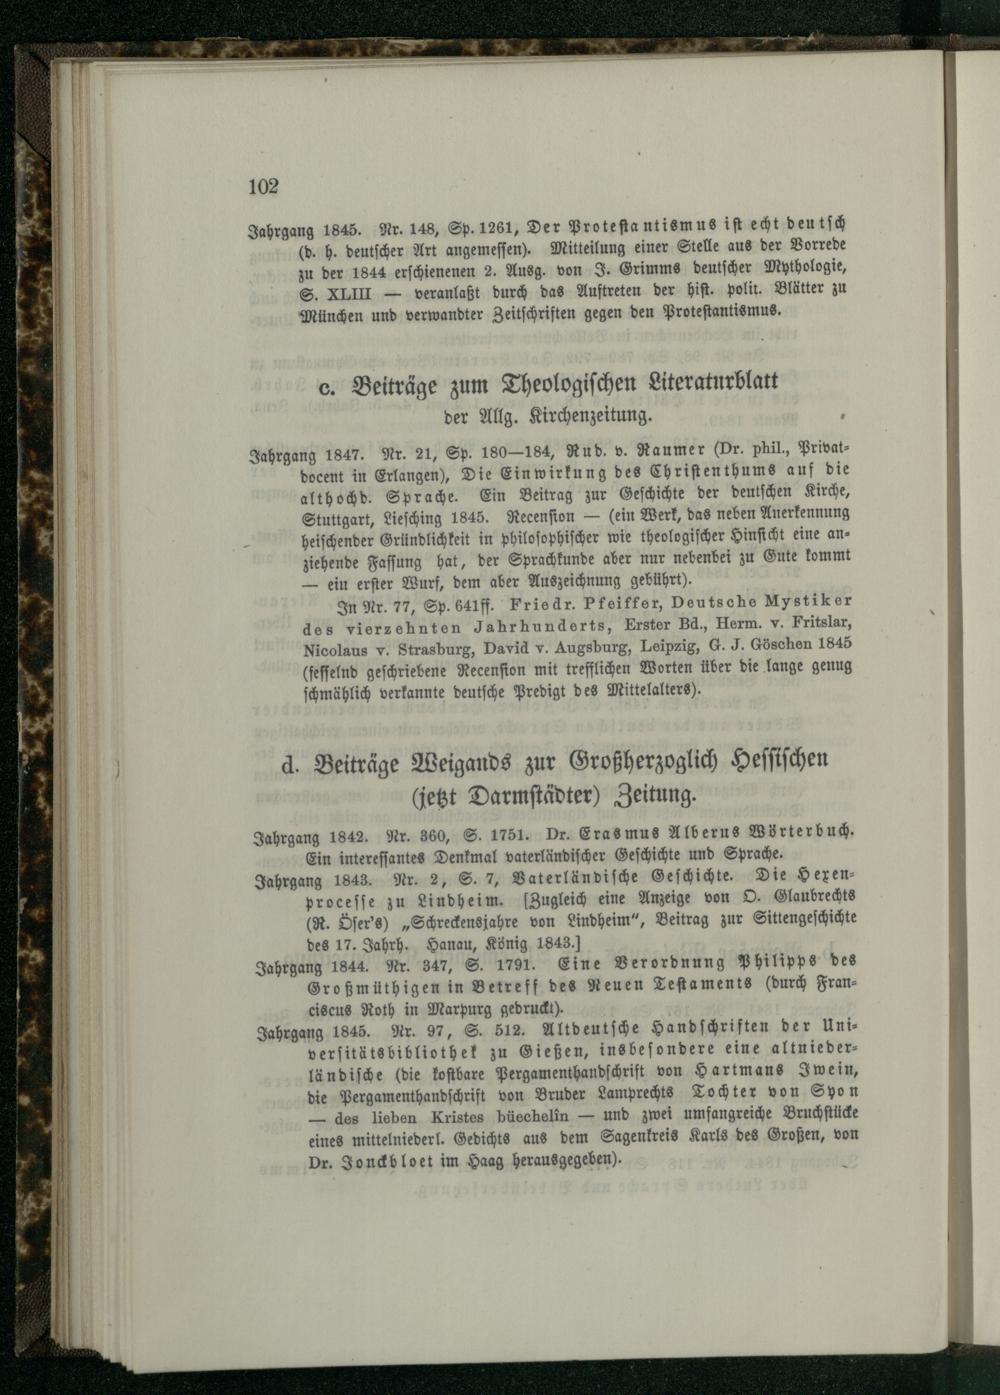 102
Jahrgang 1845. Nr. 148, Sp. 1261, Der Protestantismus ist echt deutsch
(d. h. deutscher Art angemessen). Mitteilung einer Stelle aus der Vorrede
zu der 1844 erschienenen 2. Ausg. von J. Grimms deutscher Mythologie,
S. XLIII — veranlaßt durch das Auftreten der hist. polit. Blätter zu
München und verwandter Zeitschriften gegen den Protestantismus.
c. Beiträge zum Theologischen Literaturblatt
der Allg. Kirchenzeitung.
Jahrgang 1847. Nr. 21, Sp. 180—184, Rud. v. Raumer (Dr. phil., Privat-
docent in Erlangen), Die Einwirkung des Christenthums auf die
althochd. Sprache. Ein Beitrag zur Geschichte der deutschen Kirche,
Stuttgart, Liesching 1845. Recension — (ein Werk, das neben Anerkennung
heischender Gründlichkeit in philosophischer wie theologischer Hinsicht eine an-
ziehende Fassung hat, der Sprachkunde aber nur nebenbei zu Gute kommt
— ein erster Wurf, dem aber Auszeichnung gebührt).
In Nr. 77, Sp. 641ff. Friedr. Pfeiffer, Deutsche Mystiker
des vierzehnten Jahrhunderts, Erster Bd., Herm. v. Fritslar,
Nicolaus v. Strasburg, David v. Augsburg, Leipzig, G. J. Göschen 1845
(fesselnd geschriebene Recension mit trefflichen Worten über die lange genug
schmählich verkannte deutsche Predigt des Mittelalters).
d. Beiträge Weigands zur Großherzoglich Hessischen
(jetzt Darmstädter) Zeitung.
Jahrgang 1842. Nr. 360, S. 1751. Dr. Erasmus Alberus Wörterbuch.
Ein interessantes Denkmal vaterländischer Geschichte und Sprache.
Jahrgang 1843. Nr. 2, S. 7, Vaterländische Geschichte. Die Hexen-
processe zu Lindheim. [Zugleich eine Anzeige von O. Glaubrechts
(R. Öser's) „Schreckensjahre von Lindheim“, Beitrag zur Sittengeschichte
des 17. Jahrh. Hanau, König 1843.]
Jahrgang 1844. Nr. 347, S. 1791. Eine Verordnung Philipps des
Großmüthigen in Betreff des Neuen Testaments (durch Fran-
ciscus Roth in Marpurg gedruckt).
Jahrgang 1845. Nr. 97, S. 512. Altdeutsche Handschriften der Uni-
versitätsbibliothek zu Gießen, insbesondere eine altnieder-
ländische (die kostbare Pergamenthandschrift von Hartmans Iwein,
die Pergamenthandschrift von Bruder Lamprechts Tochter von Syon
— des lieben Kristes büechelîn — und zwei umfangreiche Bruchstücke
eines mittelniederl. Gedichts aus dem Sagenkreis Karls des Großen, von
Dr. Jonckbloet im Haag herausgegeben).